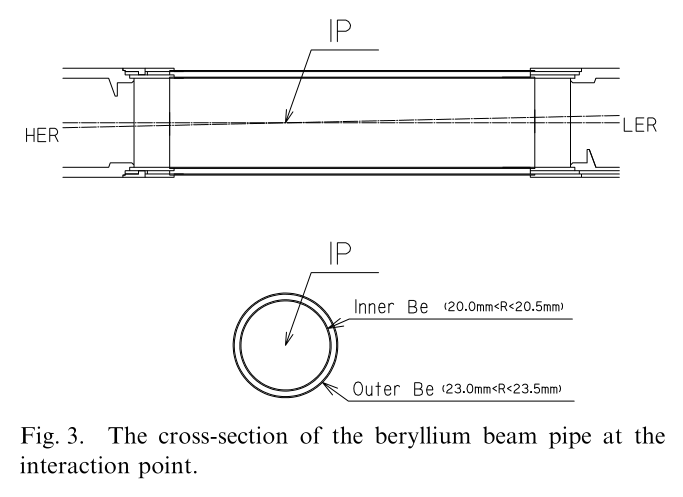 IP
HER
LER
IP
Inner Be (20.0mm<R<20.5mm)
Outer Be (23.0mm<R<23.5mm)
Fig. 3. The cross-section of the beryllium beam pipe at the
interaction point.